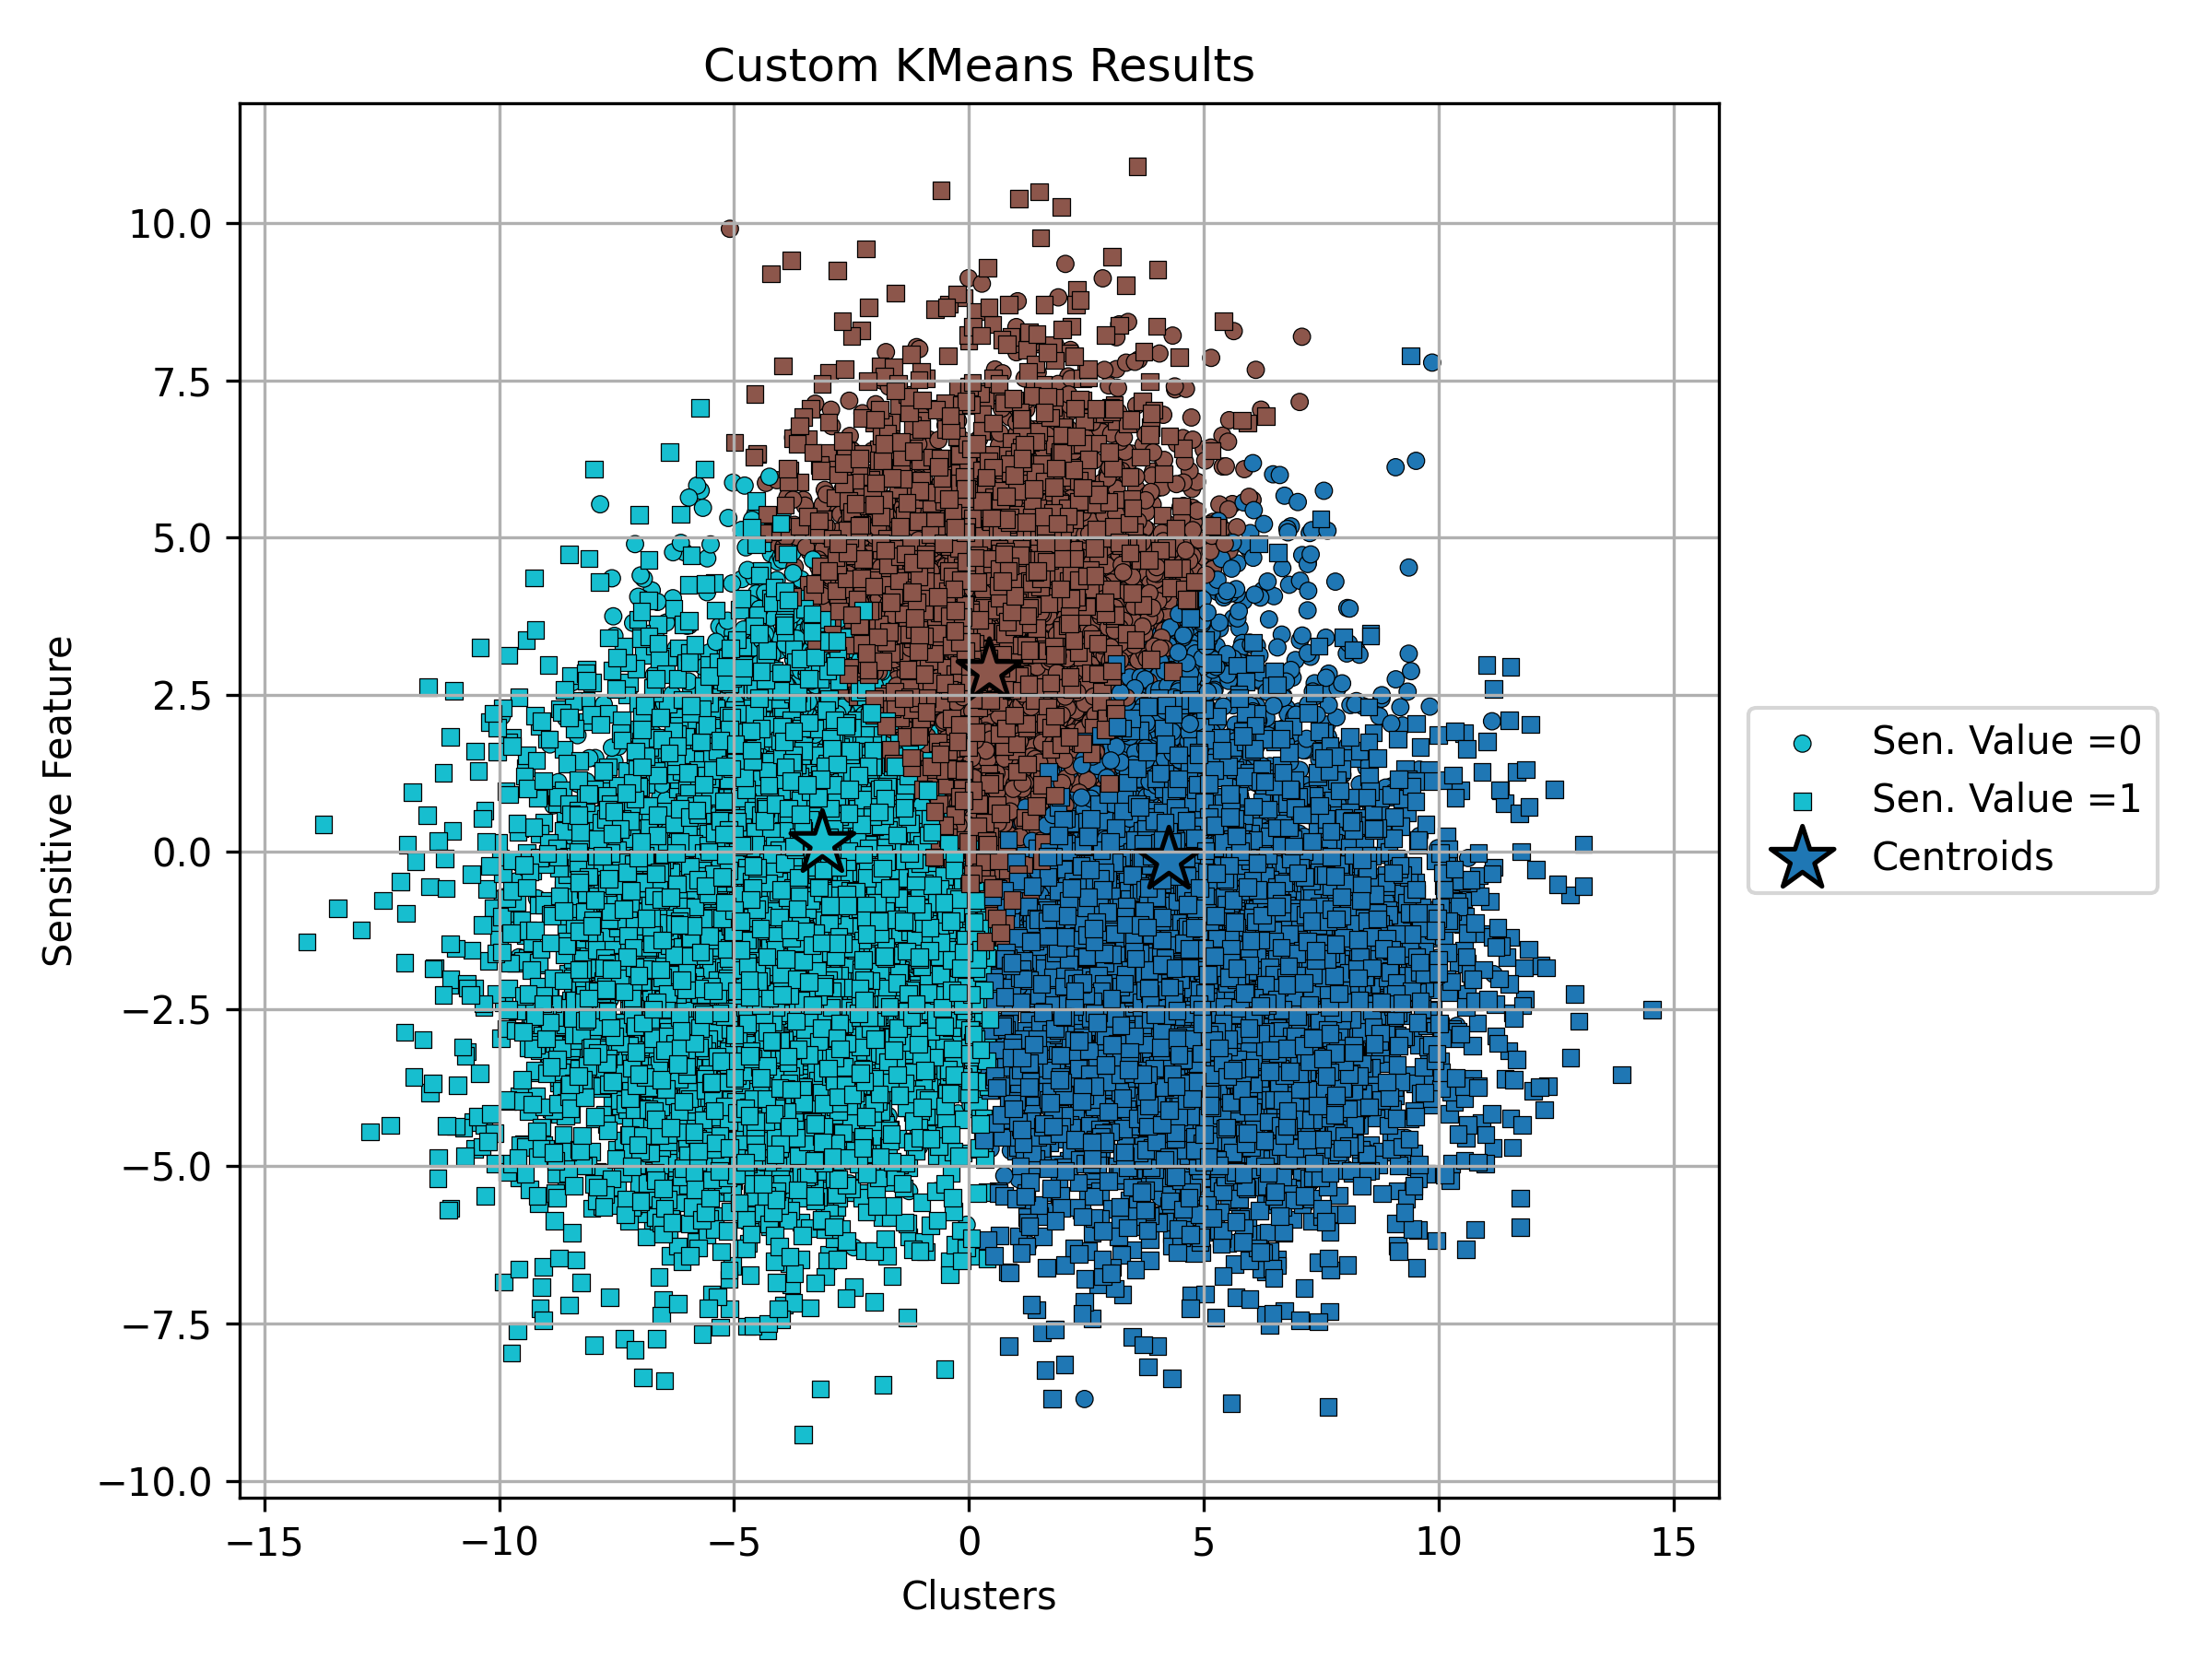 Custom KMeans Results
Sensitive Feature
10.0
7.5
5.0
2.5
0.0
−2.5
−5.0
−7.5
−10.0
−15
−10
−5
0
5
10
15
Clusters
Sen. Value =0
Sen. Value =1
Centroids